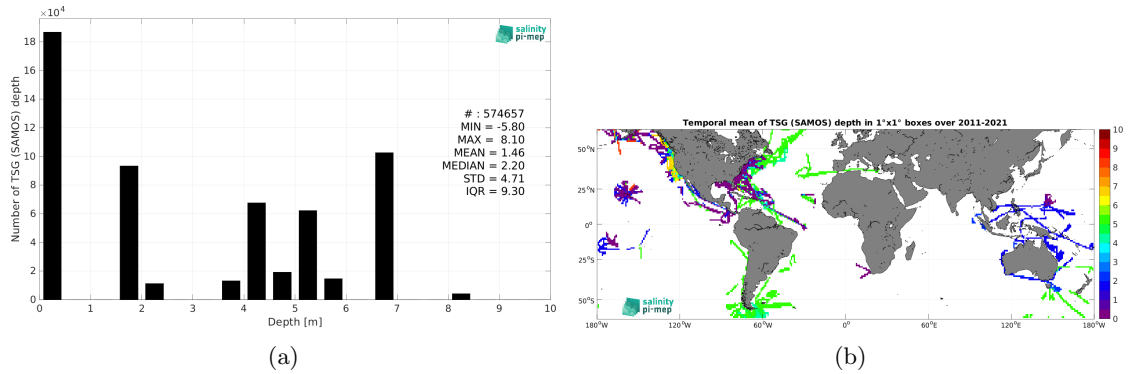 ×10⁴
18
16
14
12
10
8
6
4
2
0
Number of TSG (SAMOS) depth
0 1 2 3 4 5 6 7 8 9 10
Depth [m]
salinity
pi-mep
# : 574657
MIN = -5.80
MAX = 8.10
MEAN = 1.46
MEDIAN = 2.20
STD = 4.71
IQR = 9.30
(a)
Temporal mean of TSG (SAMOS) depth in 1°x1° boxes over 2011-2021
50°N
25°N
0°
25°S
50°S
180°W 120°W 60°W 0° 60°E 120°E 180°W
salinity
pi-mep
10
9
8
7
6
5
4
3
2
1
0
(b)